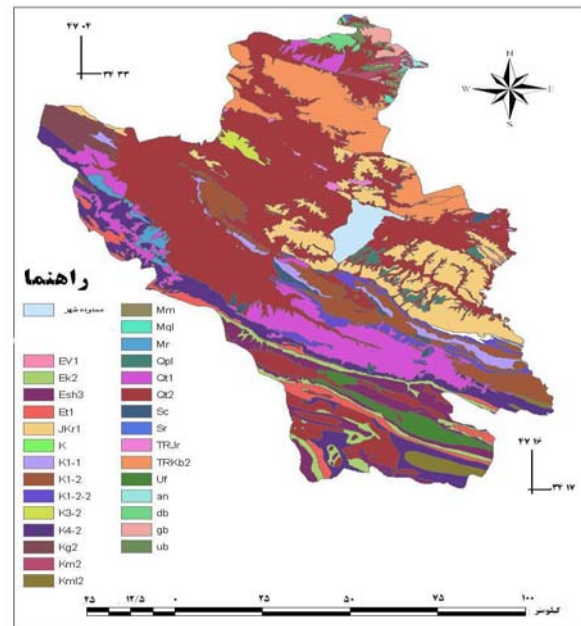 ۴۷ ۰۴
۳۴ ۳۳
N
W E
S
راهنما
محدوده شهر
EV1
Ek2
Esh3
Et1
JKr1
K
K1-1
K1-2
K1-2-2
K3-2
K4-2
Kg2
Km2
Kml2
Mm
Mql
Mr
Qpl
Qt1
Qt2
Sc
Sr
TRJr
TRKb2
Uf
an
db
gb
ub
۴۷ ۱۶
۳۴ ۱۷
۲۵ ۱۲/۵ ۰ ۲۵ ۵۰ ۷۵ ۱۰۰
کیلومتر